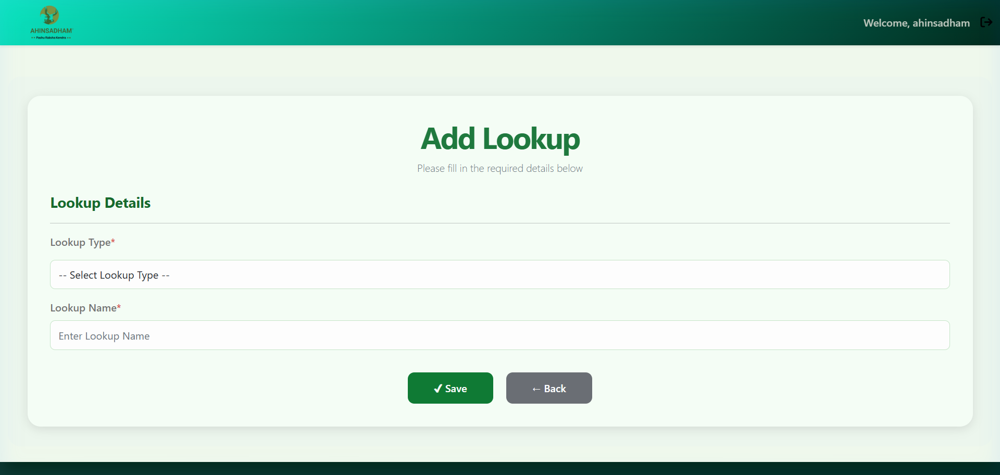 AHINSADHAM
Pashu Raksha Kendra
Welcome, ahinsadham
Add Lookup
Please fill in the required details below
Lookup Details
Lookup Type*
-- Select Lookup Type --
Lookup Name*
Enter Lookup Name
✓ Save
← Back